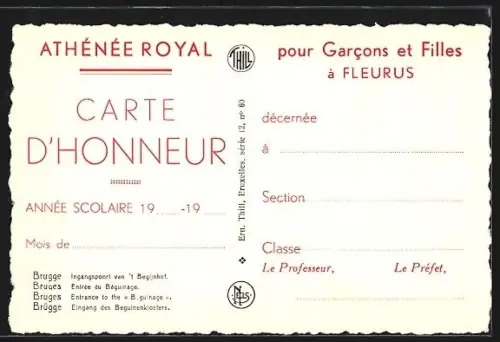 ATHÉNÉE ROYAL
CARTE
D'HONNEUR
ANNÉE SCOLAIRE 19 ...... -19 ......
Mois de ......
Brugge Ingangspoort van 't Begijnhof.
Bruges Entrée du Béguinage.
Bruges Entrance to the « B.guinage ».
Brügge Eingang des Beguinenklosters.
THILL
Ern. Thill, Bruxelles, série 12, nº 60
NELS
pour Garçons et Filles
à FLEURUS
décernée
à ......
Section ......
Classe ......
Le Professeur, Le Préfet,